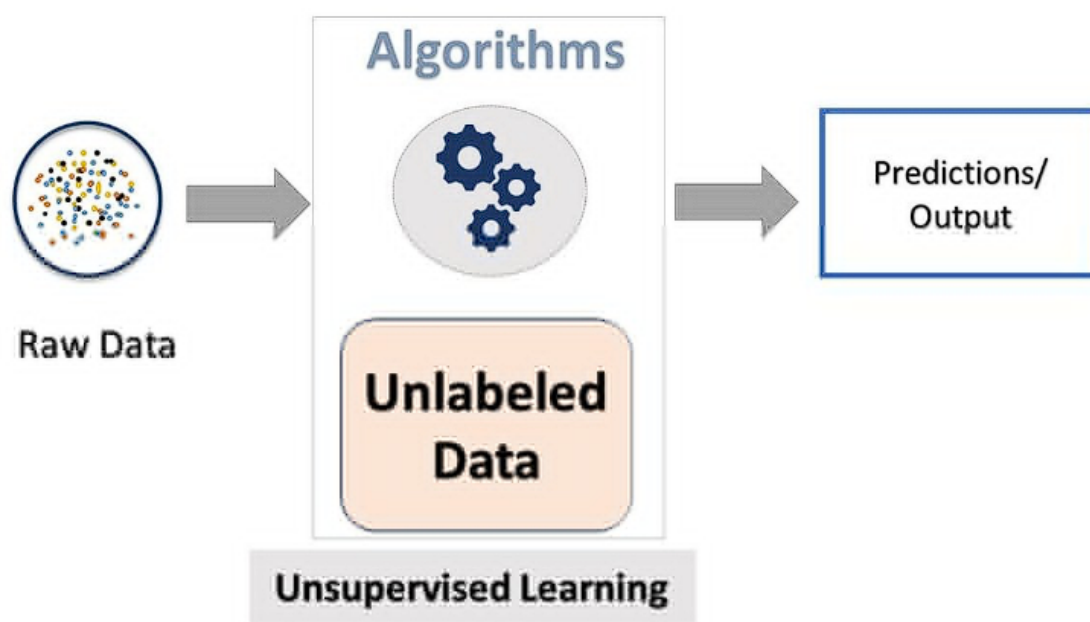 Algorithms
Raw Data
Predictions/
Output
Unlabeled
Data
Unsupervised Learning